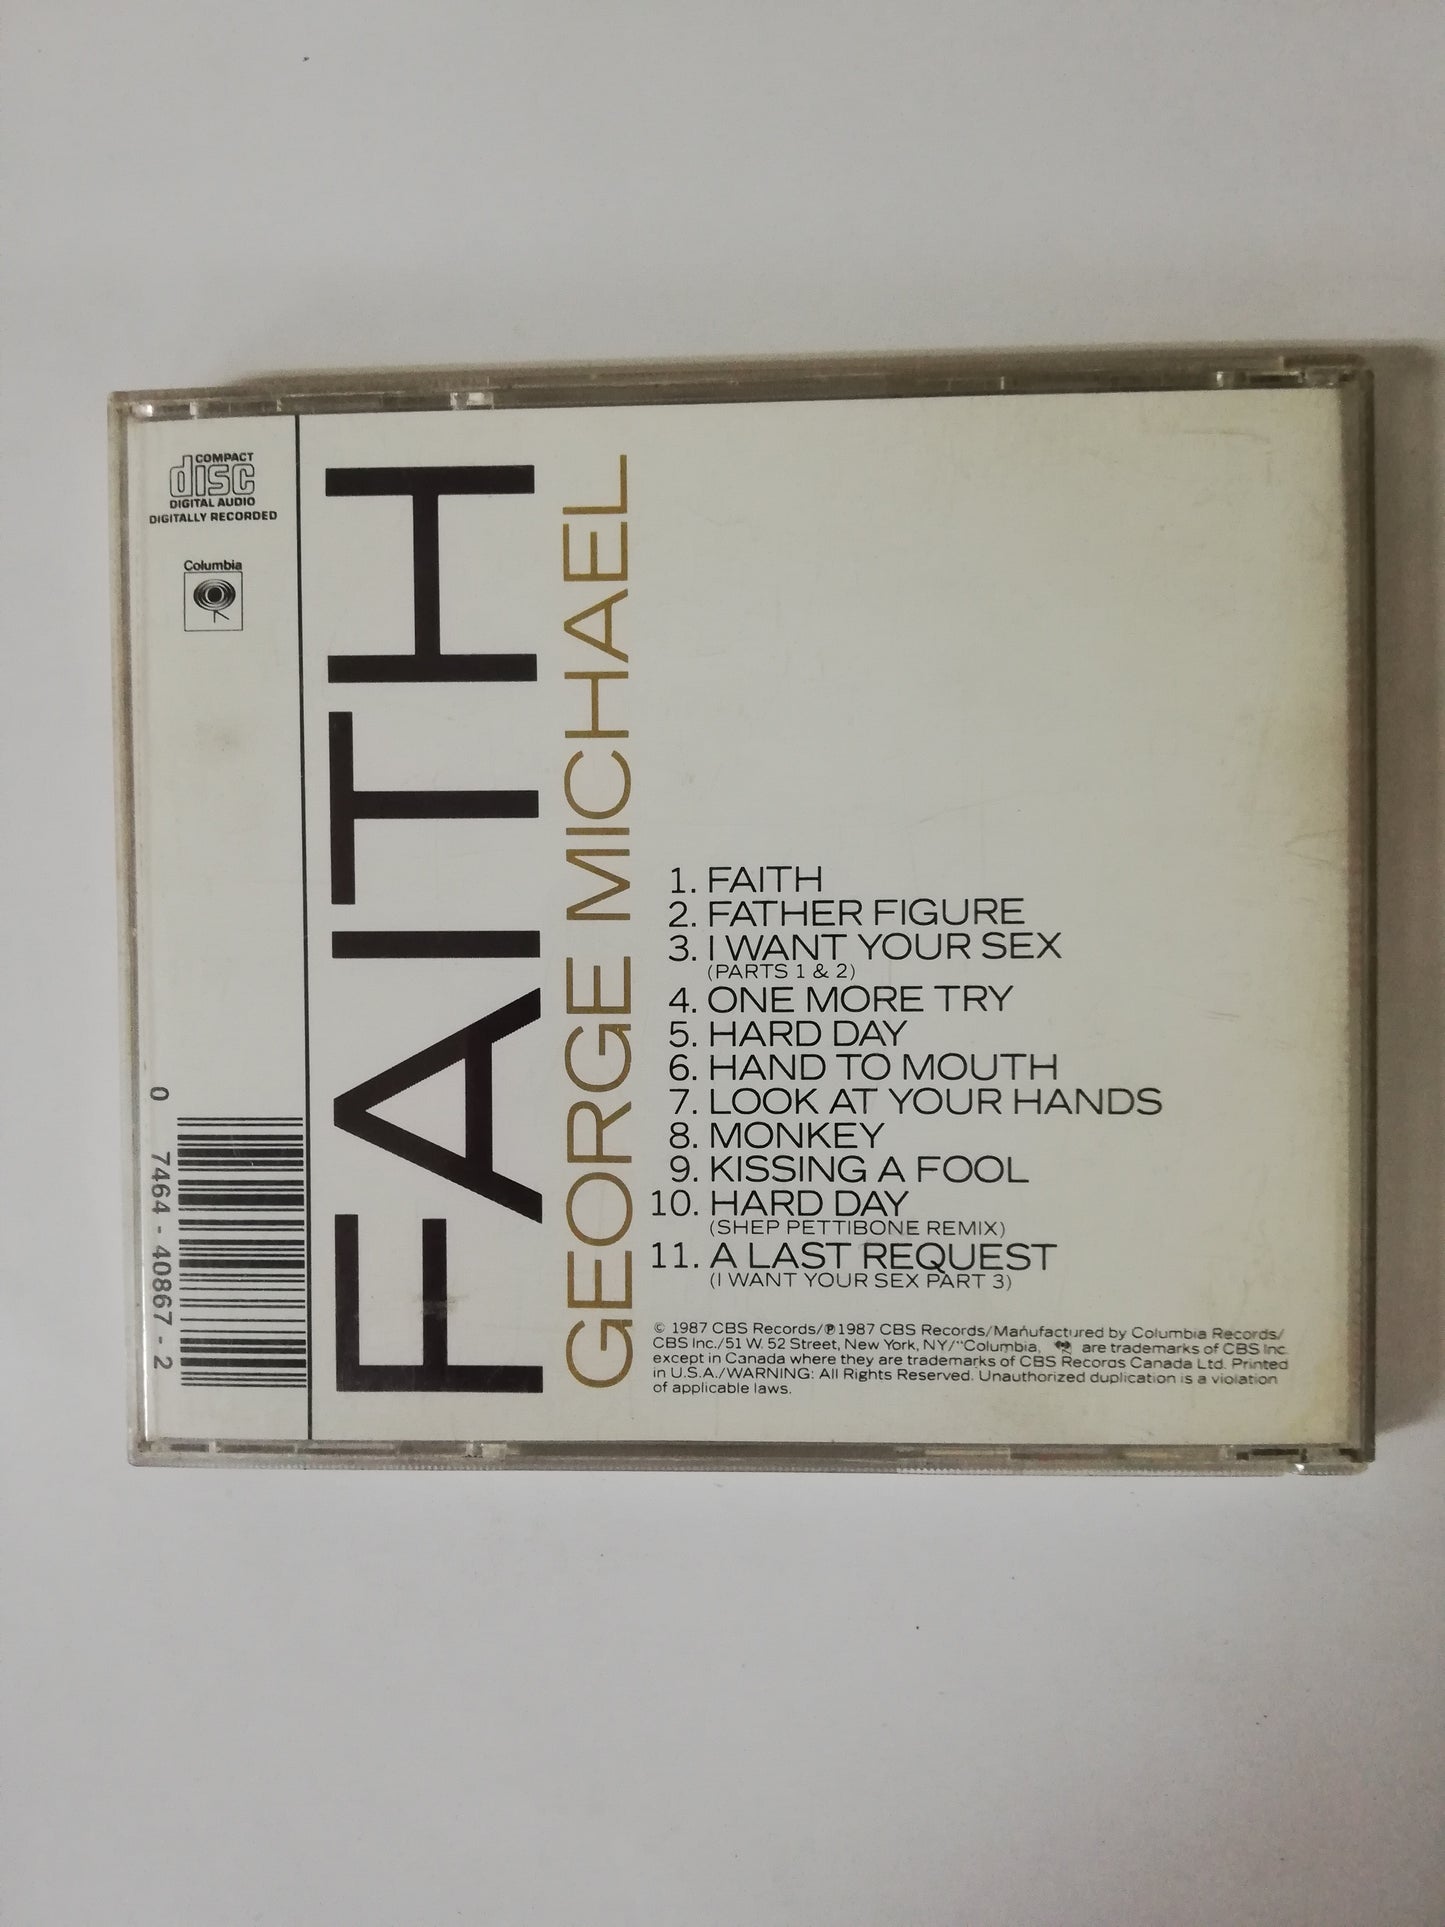 COMPACT
disc
DIGITAL AUDIO
DIGITALLY RECORDED
Columbia
0 7464-40867-2
FAITH
GEORGE MICHAEL
1. FAITH
2. FATHER FIGURE
3. I WANT YOUR SEX
(PARTS 1 & 2)
4. ONE MORE TRY
5. HARD DAY
6. HAND TO MOUTH
7. LOOK AT YOUR HANDS
8. MONKEY
9. KISSING A FOOL
10. HARD DAY
(SHEP PETTIBONE REMIX)
11. A LAST REQUEST
(I WANT YOUR SEX PART 3)
© 1987 CBS Records/℗ 1987 CBS Records/Manufactured by Columbia Records/
CBS Inc./51 W. 52 Street, New York, NY/"Columbia, are trademarks of CBS Inc.
except in Canada where they are trademarks of CBS Records Canada Ltd. Printed
in U.S.A./WARNING: All Rights Reserved. Unauthorized duplication is a violation
of applicable laws.